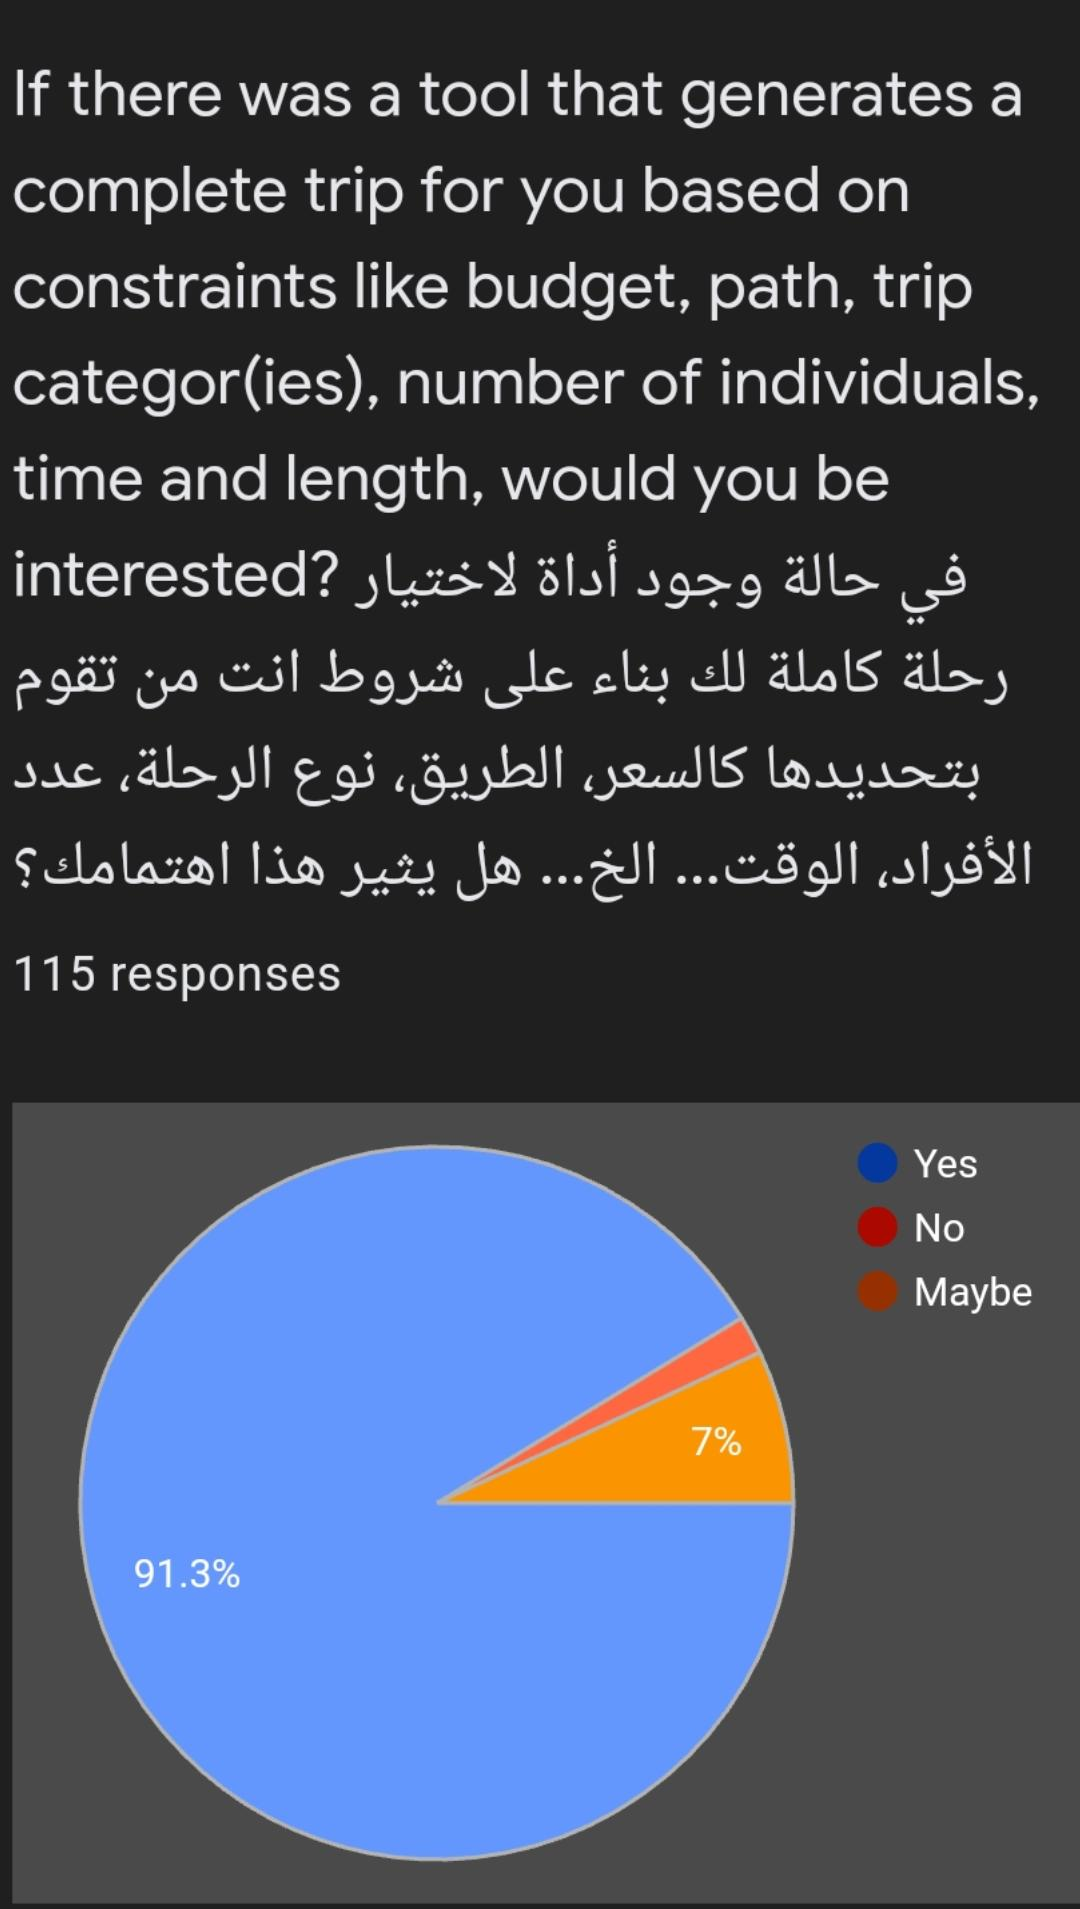 If there was a tool that generates a
complete trip for you based on
constraints like budget, path, trip
categor(ies), number of individuals,
time and length, would you be
interested? في حالة وجود أداة لاختيار
رحلة كاملة لك بناء على شروط انت من تقوم
بتحديدها كالسعر، الطريق، نوع الرحلة، عدد
الأفراد، الوقت... الخ... هل يثير هذا اهتمامك؟
115 responses
Yes
No
Maybe
7%
91.3%